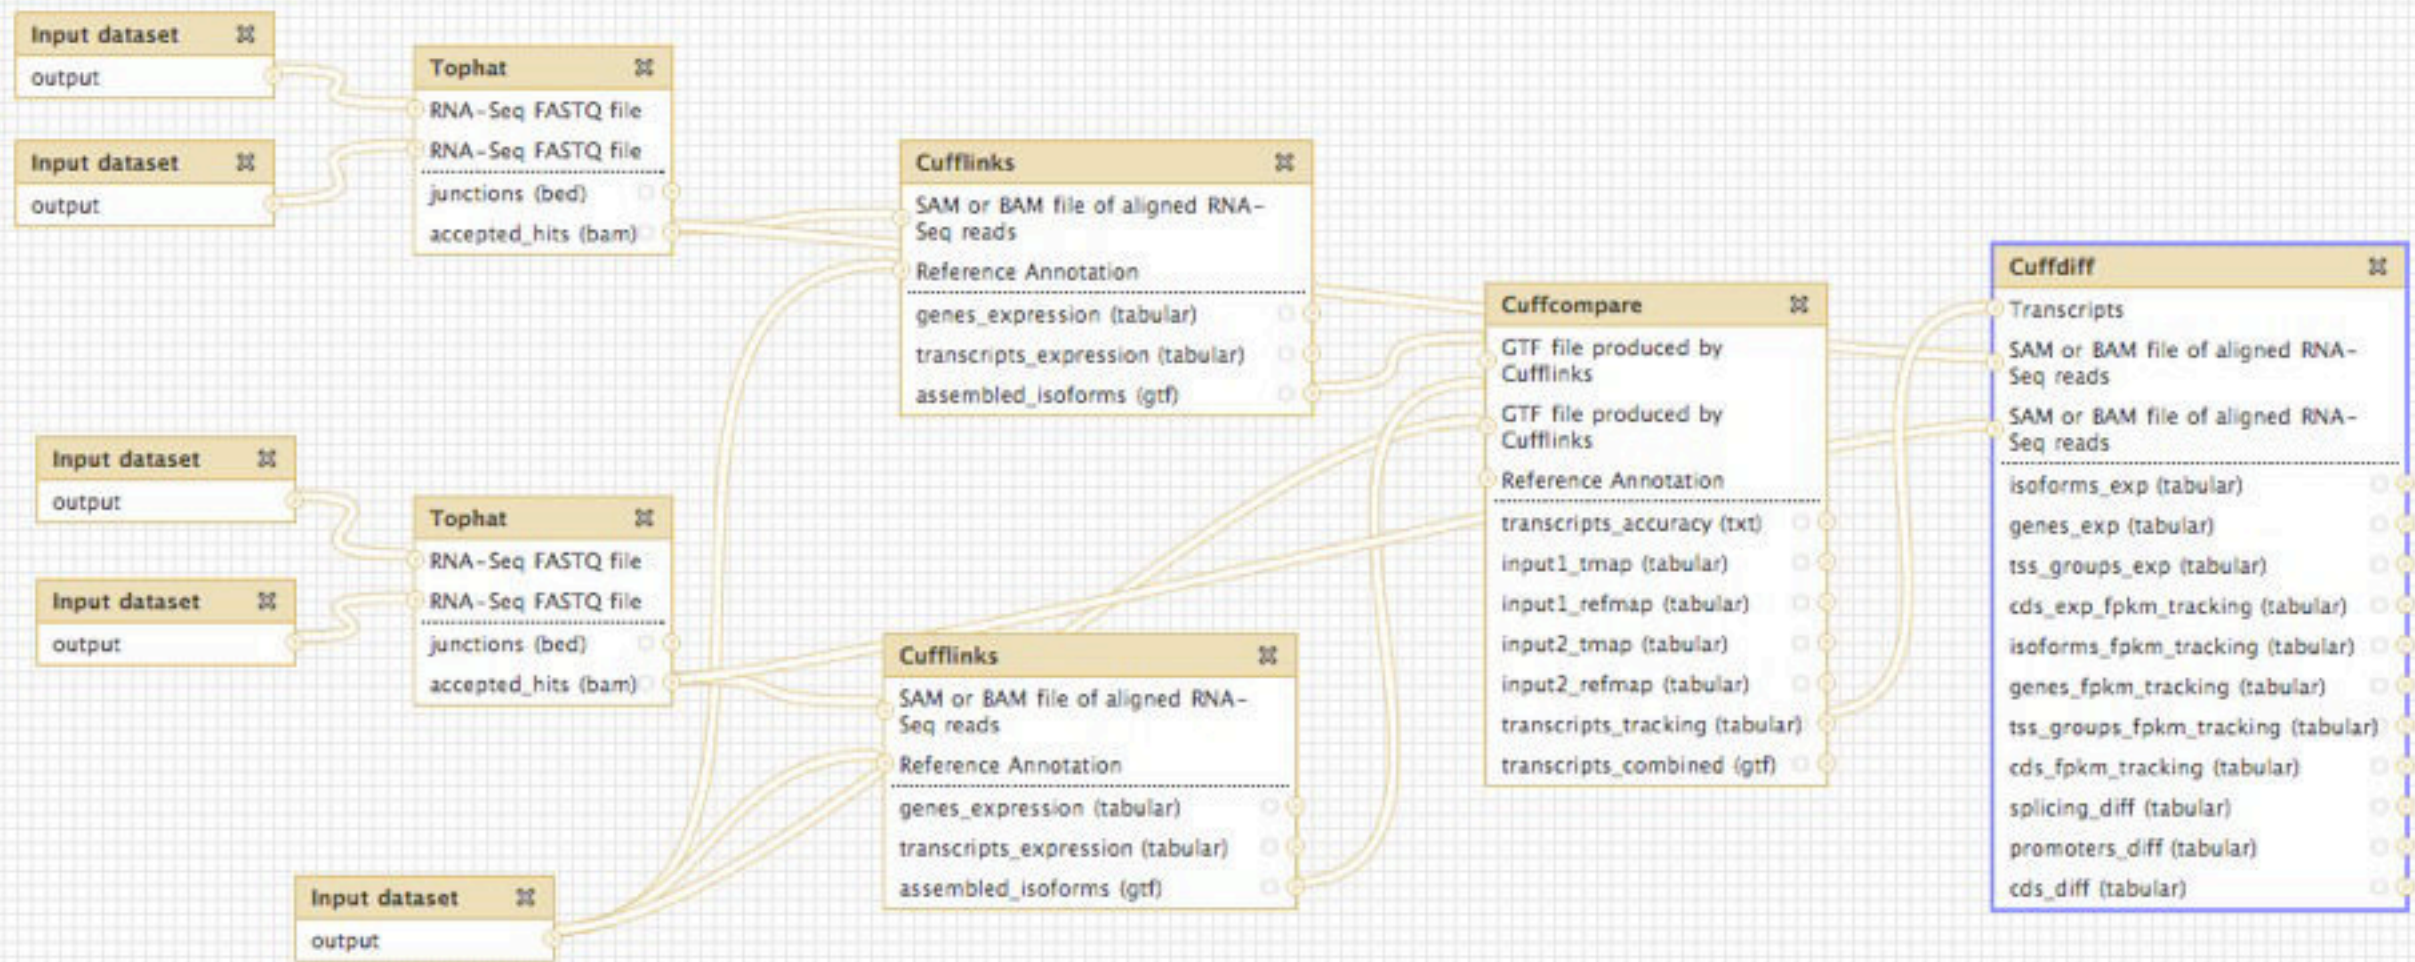 Input dataset
output
Input dataset
output
Tophat
RNA-Seq FASTQ file
RNA-Seq FASTQ file
junctions (bed)
accepted_hits (bam)
Input dataset
output
Input dataset
output
Tophat
RNA-Seq FASTQ file
RNA-Seq FASTQ file
junctions (bed)
accepted_hits (bam)
Input dataset
output
Cufflinks
SAM or BAM file of aligned RNA-
Seq reads
Reference Annotation
genes_expression (tabular)
transcripts_expression (tabular)
assembled_isoforms (gtf)
Cufflinks
SAM or BAM file of aligned RNA-
Seq reads
Reference Annotation
genes_expression (tabular)
transcripts_expression (tabular)
assembled_isoforms (gtf)
Cuffcompare
GTF file produced by
Cufflinks
GTF file produced by
Cufflinks
Reference Annotation
transcripts_accuracy (txt)
input1_tmap (tabular)
input1_refmap (tabular)
input2_tmap (tabular)
input2_refmap (tabular)
transcripts_tracking (tabular)
transcripts_combined (gtf)
Cuffdiff
Transcripts
SAM or BAM file of aligned RNA-
Seq reads
SAM or BAM file of aligned RNA-
Seq reads
isoforms_exp (tabular)
genes_exp (tabular)
tss_groups_exp (tabular)
cds_exp_fpkm_tracking (tabular)
isoforms_fpkm_tracking (tabular)
genes_fpkm_tracking (tabular)
tss_groups_fpkm_tracking (tabular)
cds_fpkm_tracking (tabular)
splicing_diff (tabular)
promoters_diff (tabular)
cds_diff (tabular)